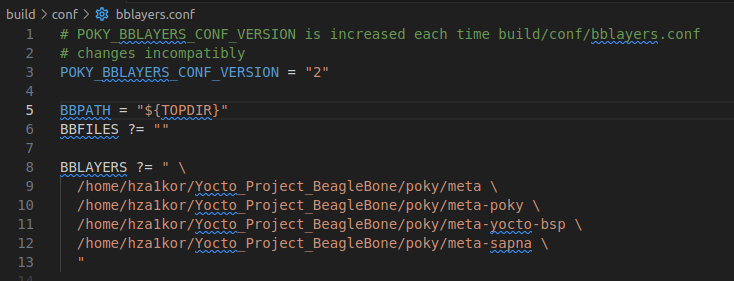 build > conf > bblayers.conf
1 # POKY_BBLAYERS_CONF_VERSION is increased each time build/conf/bblayers.conf
2 # changes incompatibly
3 POKY_BBLAYERS_CONF_VERSION = "2"
4
5 BBPATH = "${TOPDIR}"
6 BBFILES ?= ""
7
8 BBLAYERS ?= " \
9 /home/hza1kor/Yocto_Project_BeagleBone/poky/meta \
10 /home/hza1kor/Yocto_Project_BeagleBone/poky/meta-poky \
11 /home/hza1kor/Yocto_Project_BeagleBone/poky/meta-yocto-bsp \
12 /home/hza1kor/Yocto_Project_BeagleBone/poky/meta-sapna \
13 "
14